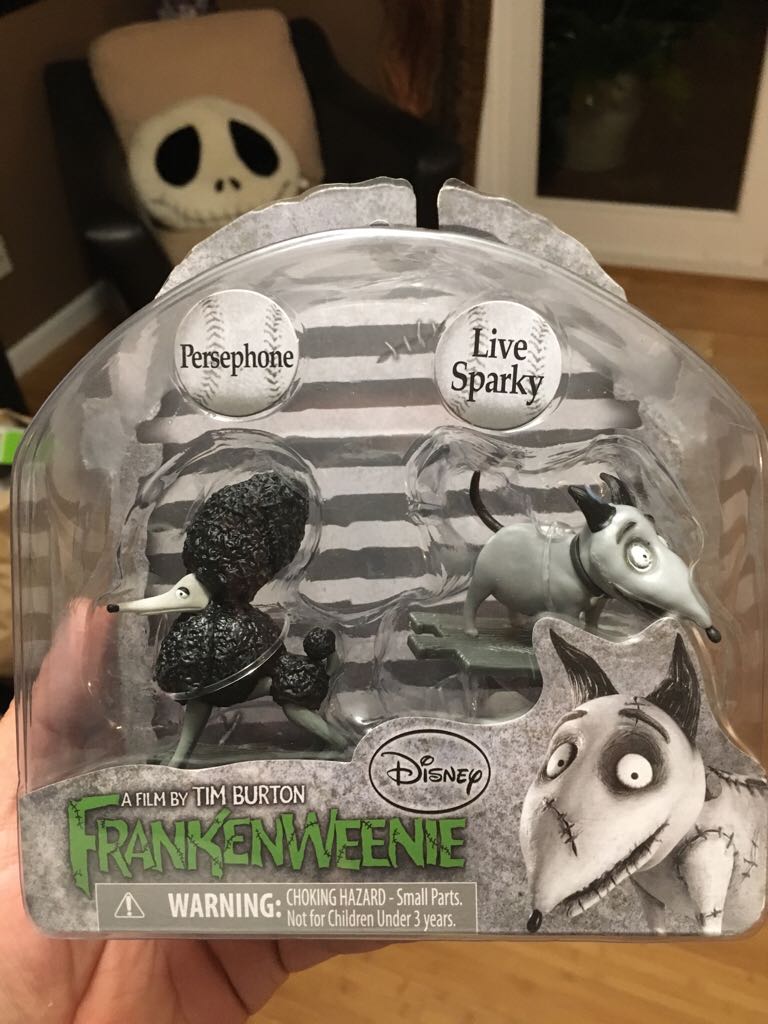 Persephone
Live
Sparky
Disney
A FILM BY TIM BURTON
FRANKENWEENIE
WARNING: CHOKING HAZARD - Small Parts.
Not for Children Under 3 years.